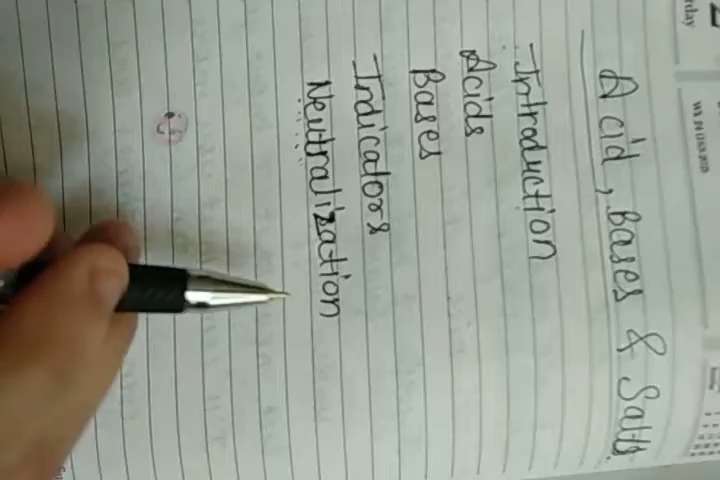 Acid, Bases & Salts.
Introduction
Acids
Bases
Indicators
Neutralization